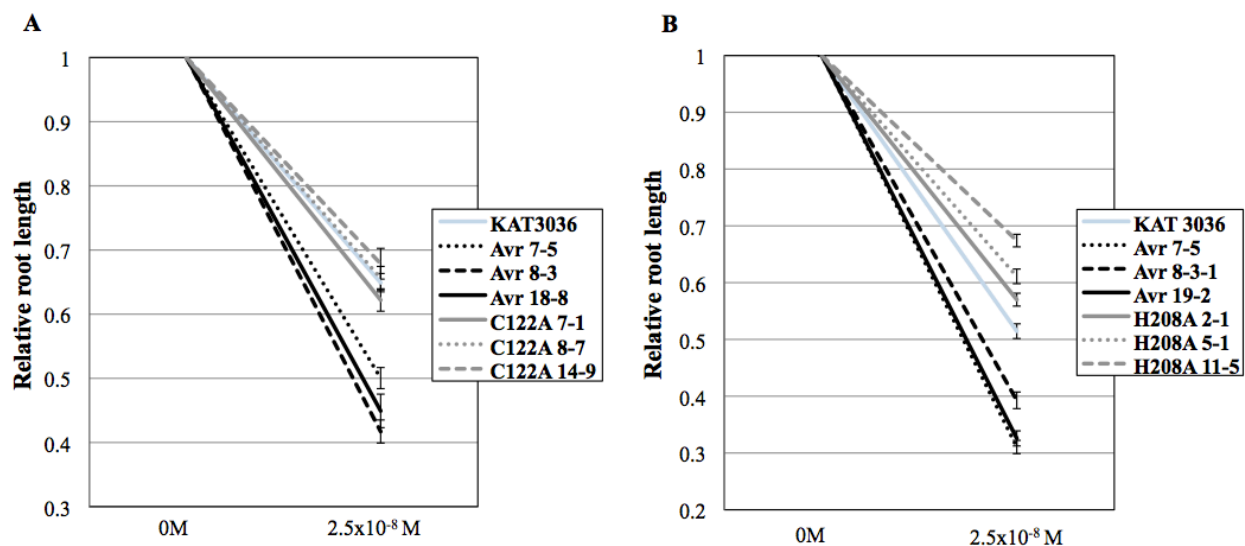 A
Relative root length
1
0.9
0.8
0.7
0.6
0.5
0.4
0.3
0M
2.5x10⁻⁸ M
KAT3036
Avr 7-5
Avr 8-3
Avr 18-8
C122A 7-1
C122A 8-7
C122A 14-9
B
Relative root length
1
0.9
0.8
0.7
0.6
0.5
0.4
0.3
0.2
0M
2.5x10⁻⁸ M
KAT 3036
Avr 7-5
Avr 8-3-1
Avr 19-2
H208A 2-1
H208A 5-1
H208A 11-5